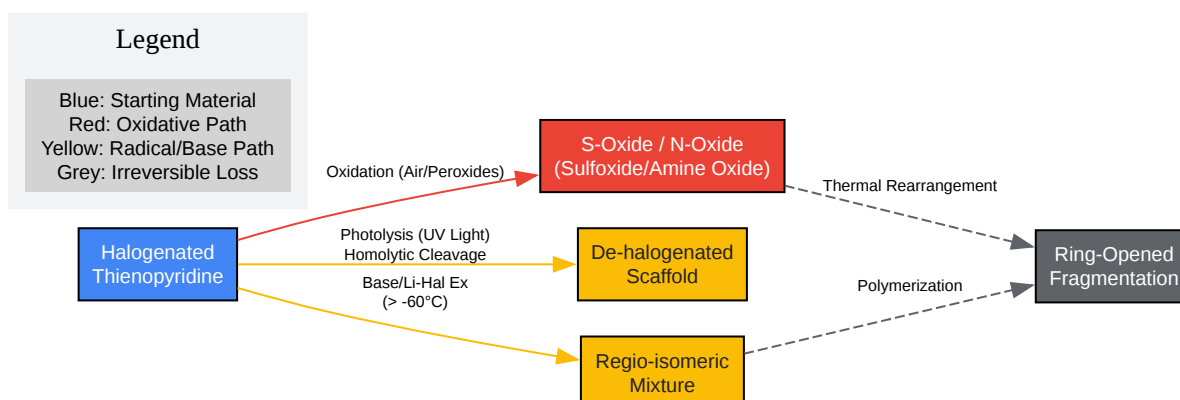 Legend
Blue: Starting Material
Red: Oxidative Path
Yellow: Radical/Base Path
Grey: Irreversible Loss
S-Oxide / N-Oxide
(Sulfoxide/Amine Oxide)
Oxidation (Air/Peroxides)
Thermal Rearrangement
Halogenated
Thienopyridine
Photolysis (UV Light)
Homolytic Cleavage
De-halogenated
Scaffold
Ring-Opened
Fragmentation
Base/Li-Hal Ex
(> -60°C)
Polymerization
Regio-isomeric
Mixture